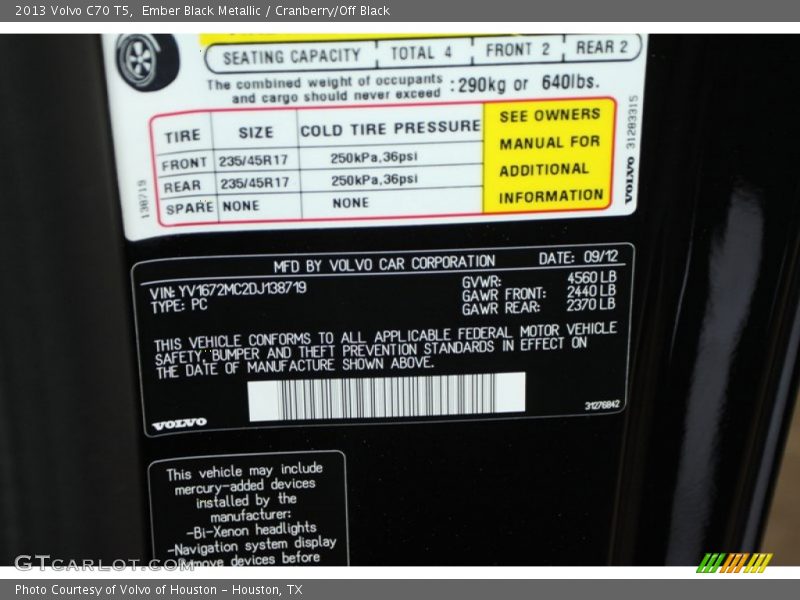 2013 Volvo C70 T5, Ember Black Metallic / Cranberry/Off Black
SEATING CAPACITY TOTAL 4 FRONT 2 REAR 2
The combined weight of occupants
and cargo should never exceed : 290kg or 640lbs.
TIRE SIZE COLD TIRE PRESSURE
FRONT 235/45R17 250kPa,36psi
REAR 235/45R17 250kPa,36psi
SPARE NONE NONE
SEE OWNERS
MANUAL FOR
ADDITIONAL
INFORMATION
138719
VOLVO 31283315
MFD BY VOLVO CAR CORPORATION DATE: 09/12
VIN: YV1672MC2DJ138719
TYPE: PC
GVWR: 4560 LB
GAWR FRONT: 2440 LB
GAWR REAR: 2370 LB
THIS VEHICLE CONFORMS TO ALL APPLICABLE FEDERAL MOTOR VEHICLE
SAFETY, BUMPER AND THEFT PREVENTION STANDARDS IN EFFECT ON
THE DATE OF MANUFACTURE SHOWN ABOVE.
VOLVO
31276842
This vehicle may include
mercury-added devices
installed by the
manufacturer:
-Bi-Xenon headlights
-Navigation system display
Remove devices before
GTcarlot.com
Photo Courtesy of Volvo of Houston - Houston, TX